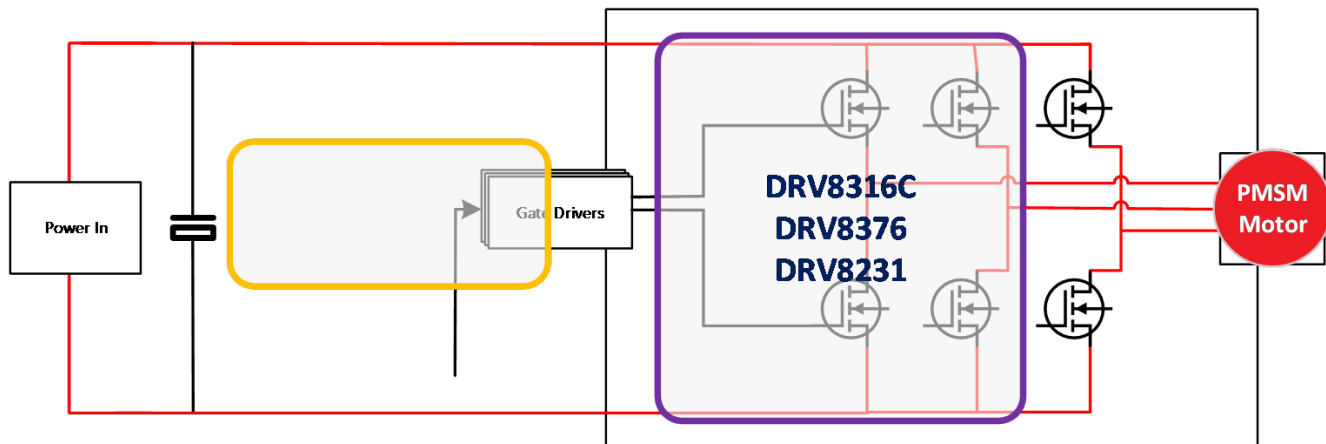 Power In
Gate Drivers
DRV8316C
DRV8376
DRV8231
PMSM
Motor